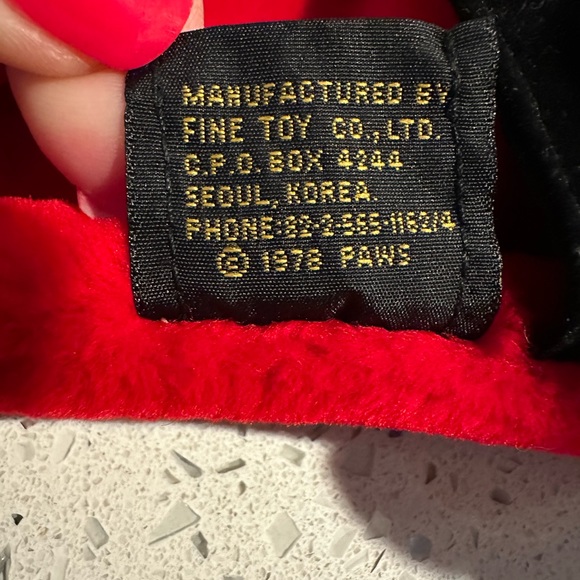 MANUFACTURED BY
FINE TOY CO., LTD.
C.P.O. BOX 4244
SEOUL, KOREA.
PHONE:82-2-565-1162/4
© 1978 PAWS